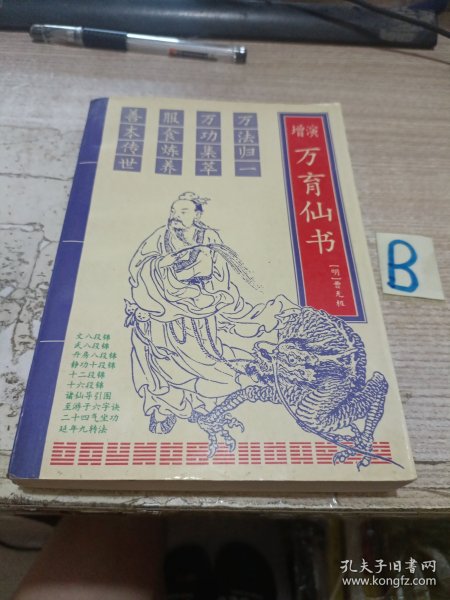 增演
万育仙书
[明]曹无极
万法归一
万功集萃
服食炼养
善本传世
文八段锦
武八段锦
丹房八段锦
静功十段锦
十二段锦
十六段锦
诸仙导引图
至游子六字诀
二十四气坐功
延年九转法
B
孔夫子旧书网
www.kongfz.com